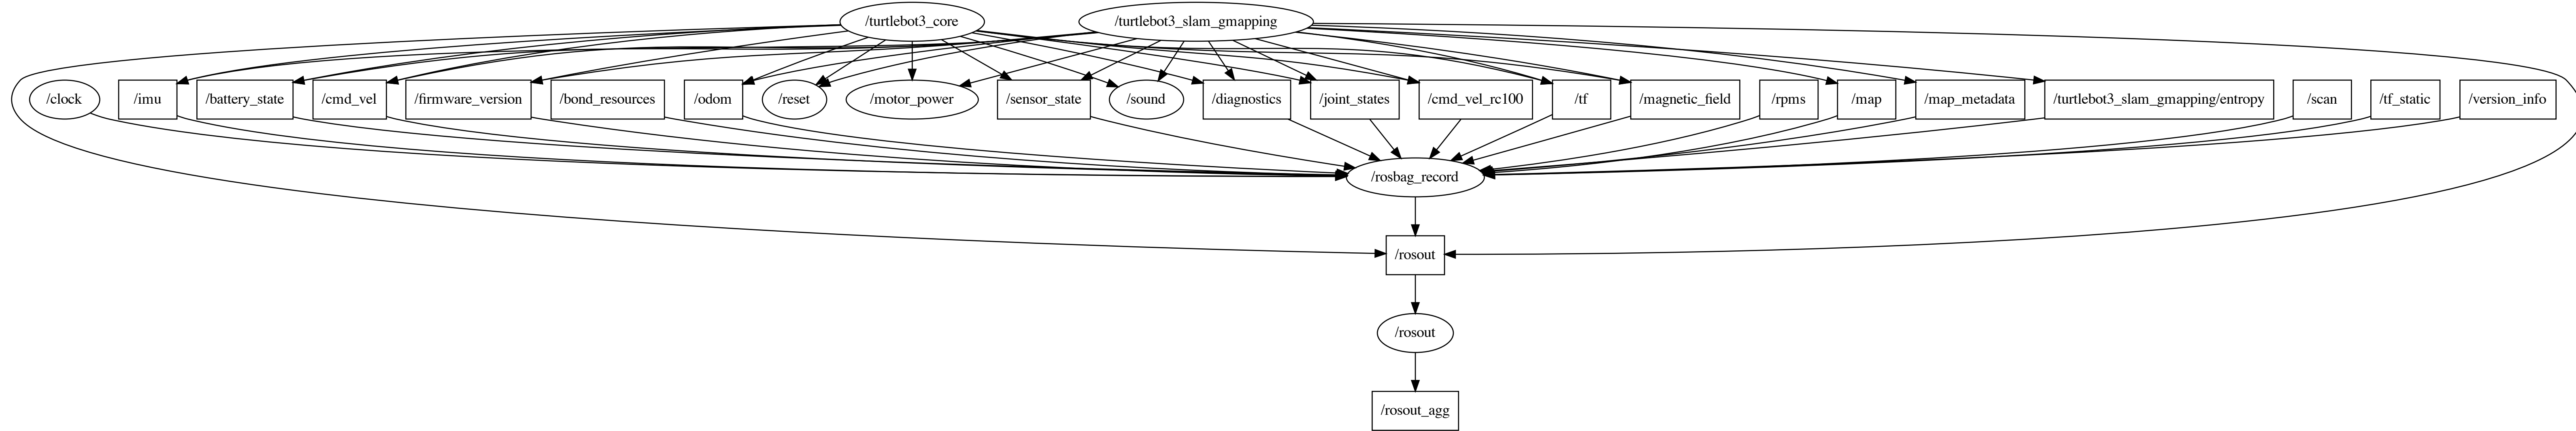 /turtlebot3_core
/turtlebot3_slam_gmapping
/clock
/imu
/battery_state
/cmd_vel
/firmware_version
/bond_resources
/odom
/reset
/motor_power
/sensor_state
/sound
/diagnostics
/joint_states
/cmd_vel_rc100
/tf
/magnetic_field
/rpms
/map
/map_metadata
/turtlebot3_slam_gmapping/entropy
/scan
/tf_static
/version_info
/rosbag_record
/rosout
/rosout
/rosout_agg